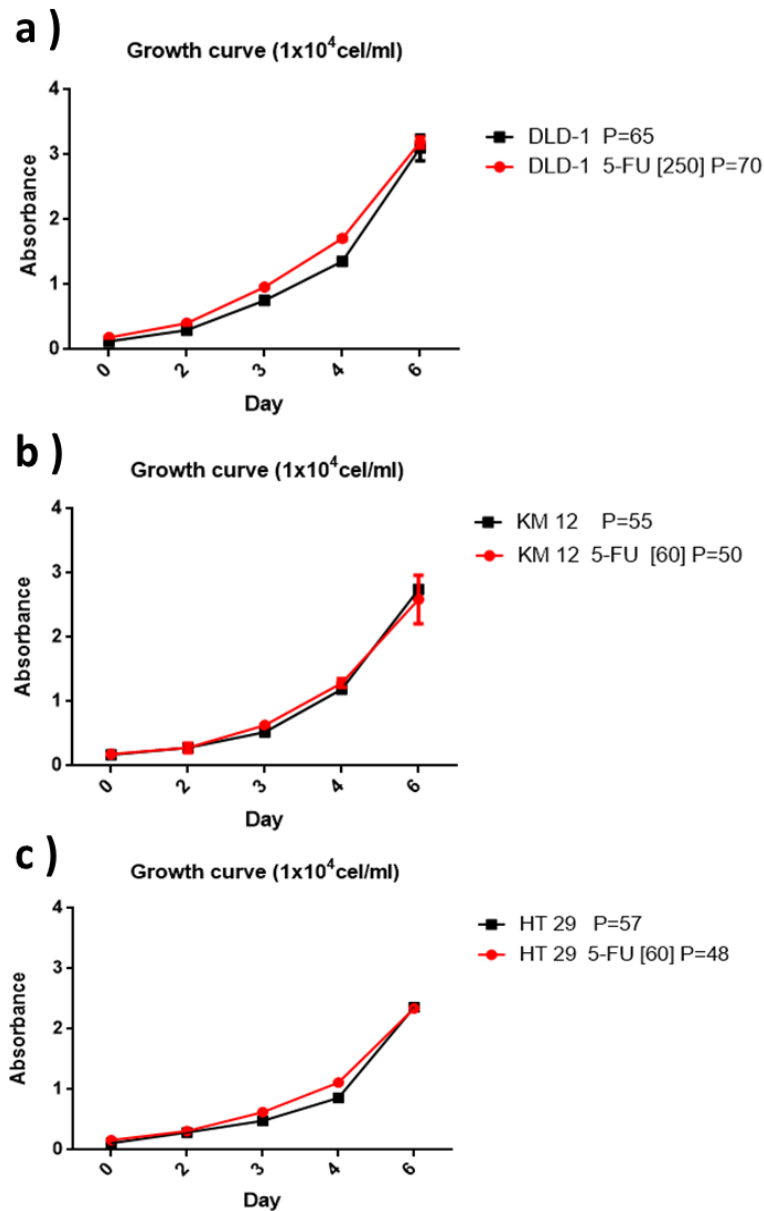 a )
Growth curve (1x10⁴cel/ml)
4
3
2
1
0
Absorbance
0 2 3 4 6
Day
DLD-1 P=65
DLD-1 5-FU [250] P=70
b )
Growth curve (1x10⁴cel/ml)
4
3
2
1
0
Absorbance
0 2 3 4 6
Day
KM 12 P=55
KM 12 5-FU [60] P=50
c )
Growth curve (1x10⁴cel/ml)
4
3
2
1
0
Absorbance
0 2 3 4 6
Day
HT 29 P=57
HT 29 5-FU [60] P=48